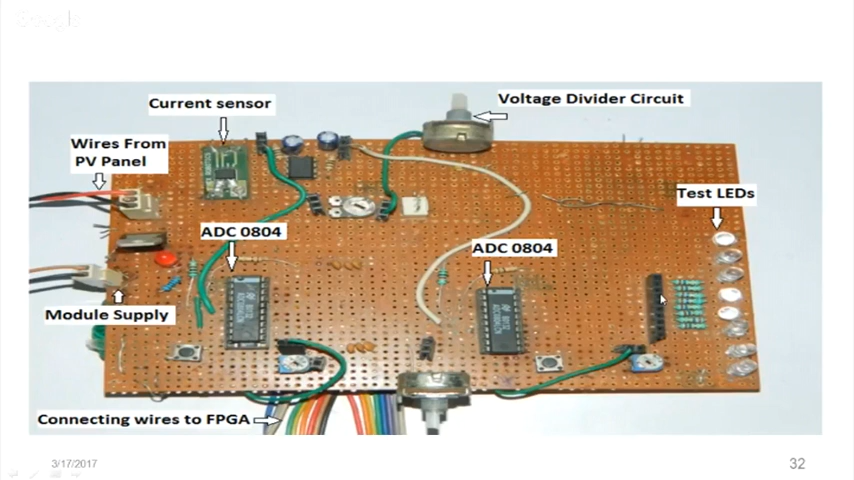 Google
Current sensor
Voltage Divider Circuit
Wires From
PV Panel
Test LEDs
ADC 0804
ADC 0804
Module Supply
Connecting wires to FPGA
3/17/2017
32